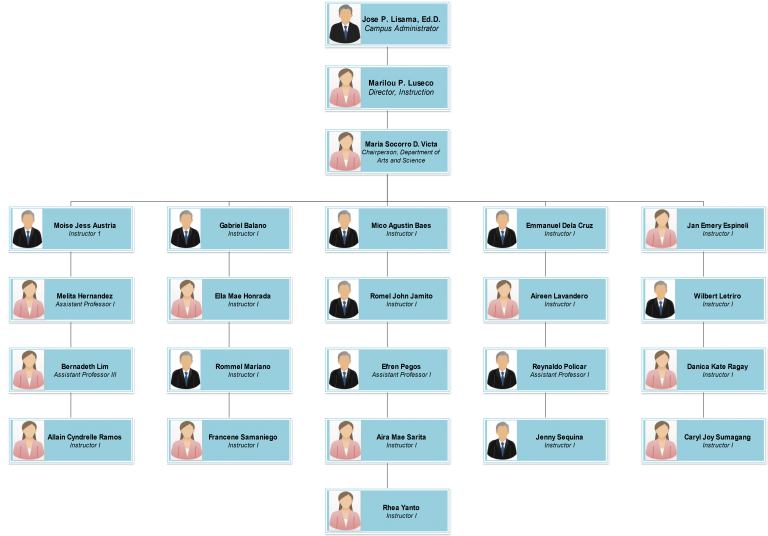 Jose P. Lisama, Ed.D.
Campus Administrator
Marilou P. Luseco
Director, Instruction
Maria Socorro D. Victa
Chairperson, Department of
Arts and Science
Moise Jess Austria
Instructor 1
Gabriel Balano
Instructor I
Mico Agustin Baes
Instructor I
Emmanuel Dela Cruz
Instructor I
Jan Emery Espineli
Instructor I
Melita Hernandez
Assistant Professor I
Ella Mae Honrada
Instructor I
Romel John Jamito
Instructor I
Aireen Lavandero
Instructor I
Wilbert Letriro
Instructor I
Bernadeth Lim
Assistant Professor III
Rommel Mariano
Instructor I
Efren Pegos
Assistant Professor I
Reynaldo Policar
Assistant Professor I
Danica Kate Ragay
Instructor I
Allain Cyndrelle Ramos
Instructor I
Francene Samaniego
Instructor I
Aira Mae Sarita
Instructor I
Jenny Sequina
Instructor I
Caryl Joy Sumagang
Instructor I
Rhea Yanto
Instructor I